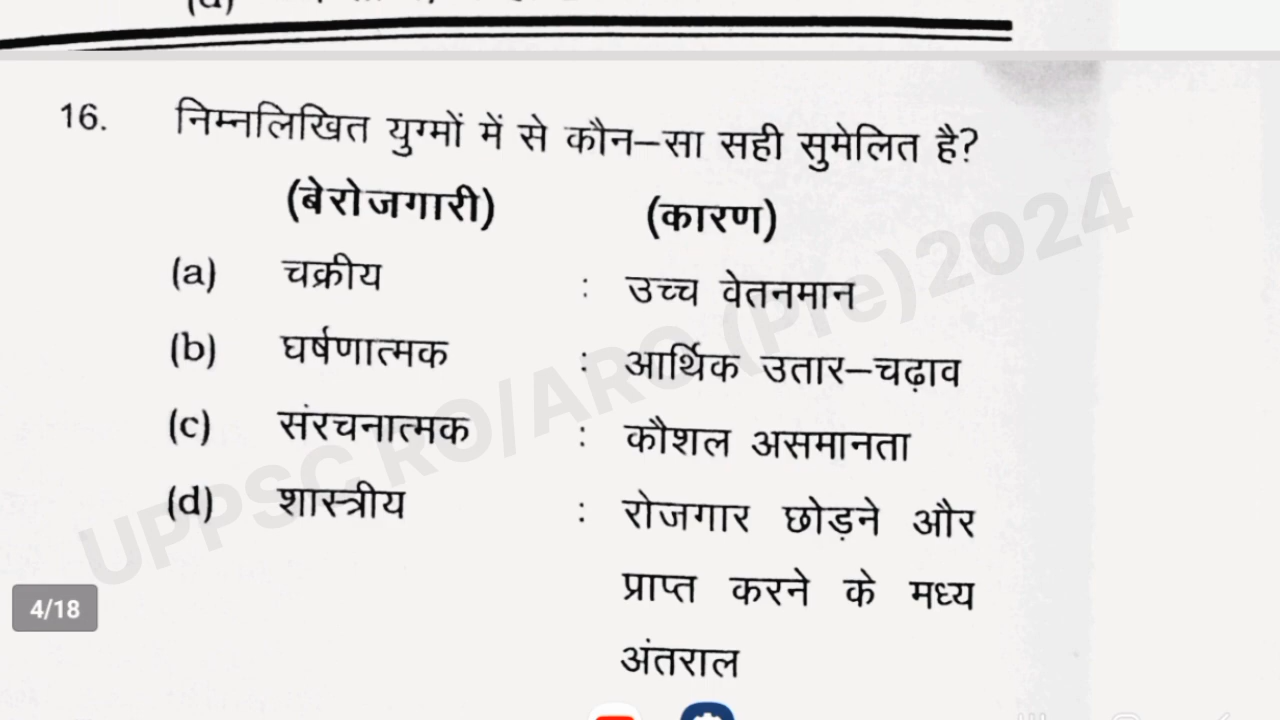 (d)
16. निम्नलिखित युग्मों में से कौन–सा सही सुमेलित है?
(बेरोजगारी) (कारण)
(a) चक्रीय : उच्च वेतनमान
(b) घर्षणात्मक : आर्थिक उतार–चढ़ाव
(c) संरचनात्मक : कौशल असमानता
(d) शास्त्रीय : रोजगार छोड़ने और
प्राप्त करने के मध्य
अंतराल
UPPSC RO/ARO (Pre) 2024
4/18